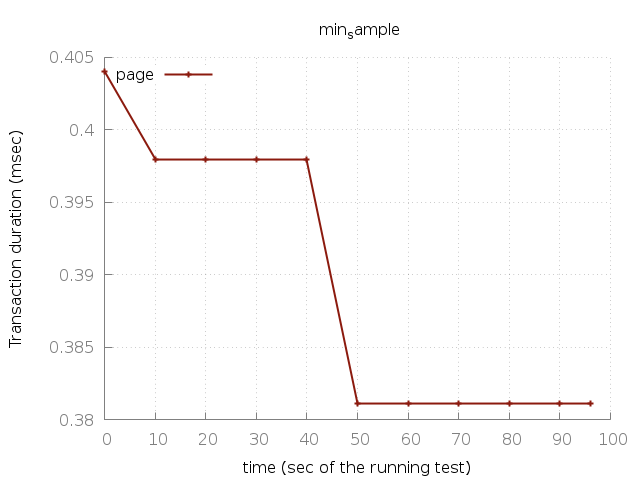 minsample
0.405
page
0.4
0.395
0.39
0.385
0.38
Transaction duration (msec)
0 10 20 30 40 50 60 70 80 90 100
time (sec of the running test)